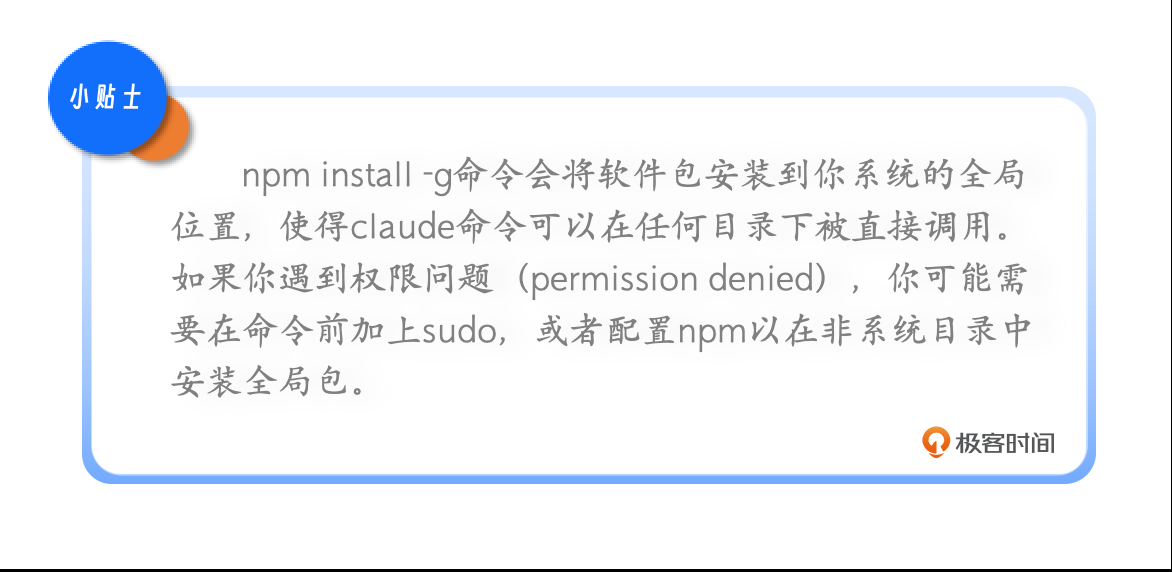 小贴士
npm install -g命令会将软件包安装到你系统的全局
位置，使得claude命令可以在任何目录下被直接调用。
如果你遇到权限问题（permission denied），你可能需
要在命令前加上sudo，或者配置npm以在非系统目录中
安装全局包。
极客时间